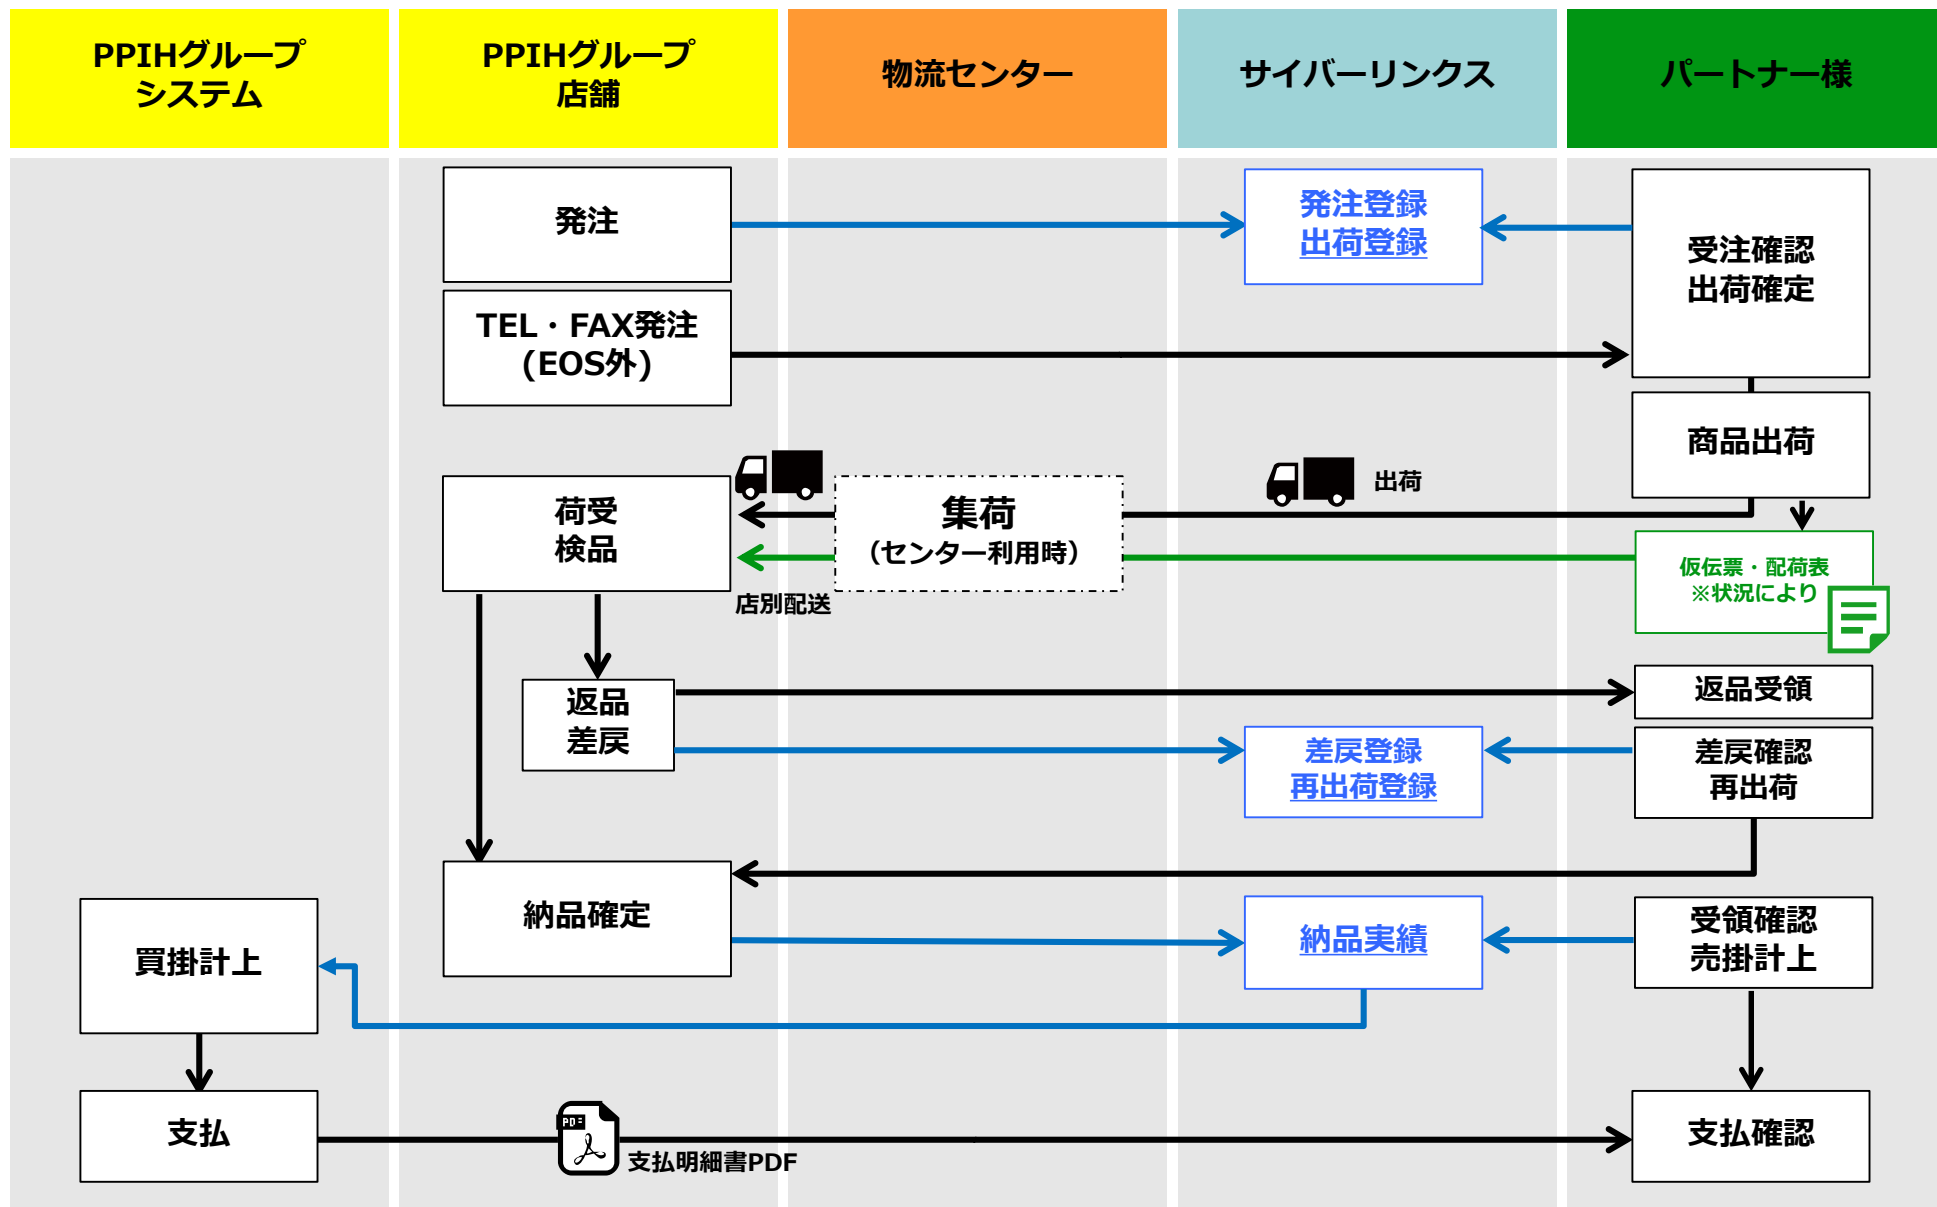 PPIHグループ
システム
PPIHグループ
店舗
物流センター
サイバーリンクス
パートナー様
発注
発注登録
出荷登録
受注確認
出荷確定
TEL・FAX発注
(EOS外)
商品出荷
出荷
荷受
検品
集荷
（センター利用時）
店別配送
仮伝票・配荷表
※状況により
返品
差戻
返品受領
差戻登録
再出荷登録
差戻確認
再出荷
納品確定
納品実績
受領確認
売掛計上
買掛計上
支払
PDF
支払明細書PDF
支払確認